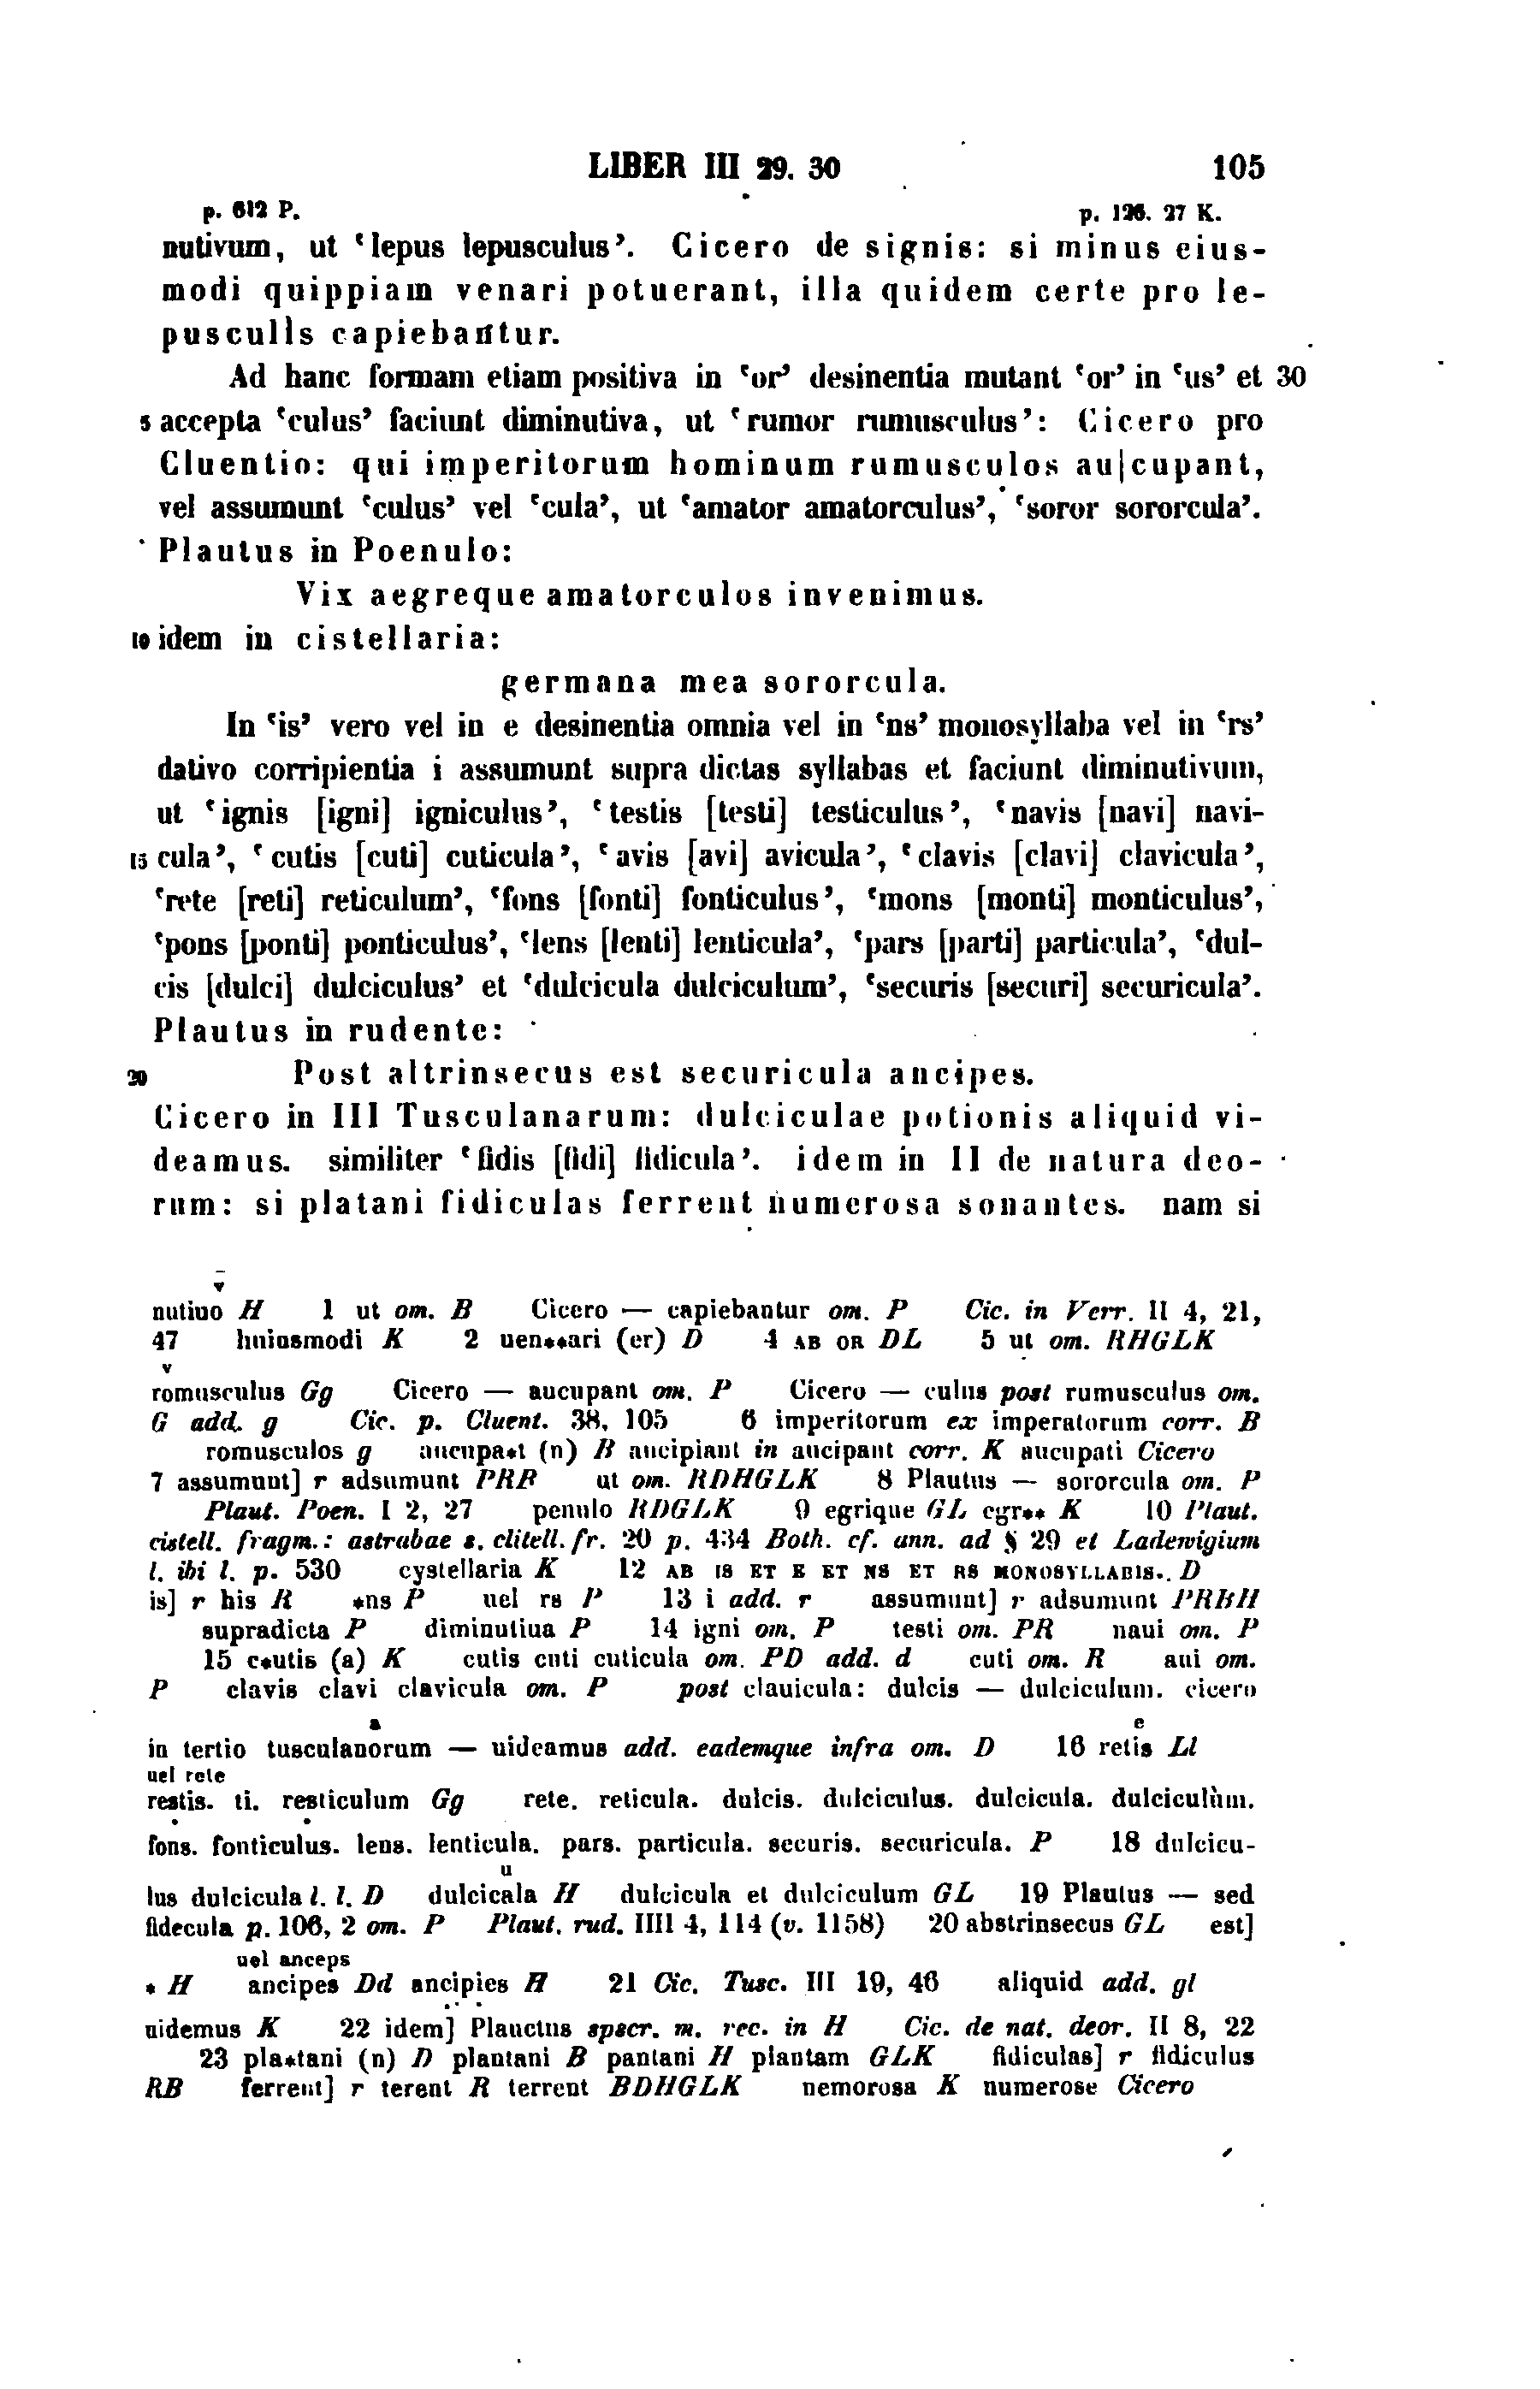 LIBER III 29. 30 105
p. 612 P. p. 126. 27 K.
nutivum, ut ‘lepus lepusculus’. Cicero de signis: si minus eius-
modi quippiam venari potuerant, illa quidem certe pro le-
pusculis capiebantur.
Ad hanc formam etiam positiva in ‘or’ desinentia mutant ‘or’ in ‘us’ et 30
5 accepta ‘culus’ faciunt diminutiva, ut ‘rumor rumusculus’: Cicero pro
Cluentio: qui imperitorum hominum rumusculos au|cupant,
vel assumunt ‘culus’ vel ‘cula’, ut ‘amator amatorculus’, ‘soror sororcula’.
Plautus in Poenulo:
Vix aegreque amatorculos invenimus.
10 idem in cistellaria:
germana mea sororcula.
In ‘is’ vero vel in e desinentia omnia vel in ‘ns’ monosyllaba vel in ‘rs’
dativo corripientia i assumunt supra dictas syllabas et faciunt diminutivum,
ut ‘ignis [igni] igniculus’, ‘testis [testi] testiculus’, ‘navis [navi] navi-
15 cula’, ‘cutis [cuti] cuticula’, ‘avis [avi] avicula’, ‘clavis [clavi] clavicula’,
‘rete [reti] reticulum’, ‘fons [fonti] fonticulus’, ‘mons [monti] monticulus’,
‘pons [ponti] ponticulus’, ‘lens [lenti] lenticula’, ‘pars [parti] particula’, ‘dul-
cis [dulci] dulciculus’ et ‘dulcicula dulciculum’, ‘securis [securi] securicula’.
Plautus in rudente:
20 Post altrinsecus est securicula ancipes.
Cicero in III Tusculanarum: dulciculae potionis aliquid vi-
deamus. similiter ‘fidis [fidi] fidicula’. idem in II de natura deo-
rum: si platani fidiculas ferrent numerosa sonantes. nam si
v̄
nutiuo H 1 ut om. B Cicero — capiebantur om. P Cic. in Verr. II 4, 21,
47 huiusmodi K 2 uen**ari (er) D 4 AB OR DL 5 ut om. RHGLK
v
romusculus Gg Cicero — aucupant om. P Cicero — culus post rumusculus om.
G add. g Cic. p. Cluent. 38, 105 6 imperitorum ex imperatorum corr. B
romusculos g aucupa*t (n) B aucipiant in aucipant corr. K aucupati Cicero
7 assumunt] r adsumunt PRB ut om. RDHGLK 8 Plautus — sororcula om. P
Plaut. Poen. I 2, 27 penulo RDGLK 9 egrique GL egr** K 10 Plaut.
cistell. fragm.: astrabae s. clitell. fr. 20 p. 434 Both. cf. ann. ad § 29 et Ladewigium
l. ibi l. p. 530 cystellaria K 12 AB IS ET E ET NS ET RS MONOSYLLABIS.. D
is] r his R *ns P uel rs P 13 i add. r assumunt] r adsumunt PRBH
supradicta P diminutiua P 14 igni om. P testi om. PR naui om. P
15 c*utis (a) K cutis cuti cuticula om. PD add. d cuti om. R aui om.
P clavis clavi clavicula om. P post clauicula: dulcis — dulciculum. cicero
a e
in tertio tusculanorum — uideamus add. eademque infra om. D 16 retis Ll
uel rete
restis. ti. resticulum Gg rete. reticula. dulcis. dulciculus. dulcicula. dulciculum.
fons. fonticulus. lens. lenticula. pars. particula. securis. securicula. P 18 dulcicu-
u
lus dulcicula l. l. D dulcicala H dulcicula et dulciculum GL 19 Plautus — sed
fidecula p. 106, 2 om. P Plaut. rud. IIII 4, 114 (v. 1158) 20 abstrinsecus GL est]
uel anceps
* H ancipes Dd ancipies H 21 Cic. Tusc. III 19, 46 aliquid add. gl
uidemus K 22 idem] Plauctus spscr. m. rec. in H Cic. de nat. deor. II 8, 22
23 pla*tani (n) D plantani B pantani H plantam GLK fidiculas] r fidiculus
RB ferrent] r terent R terrent BDHGLK nemorosa K numerose Cicero